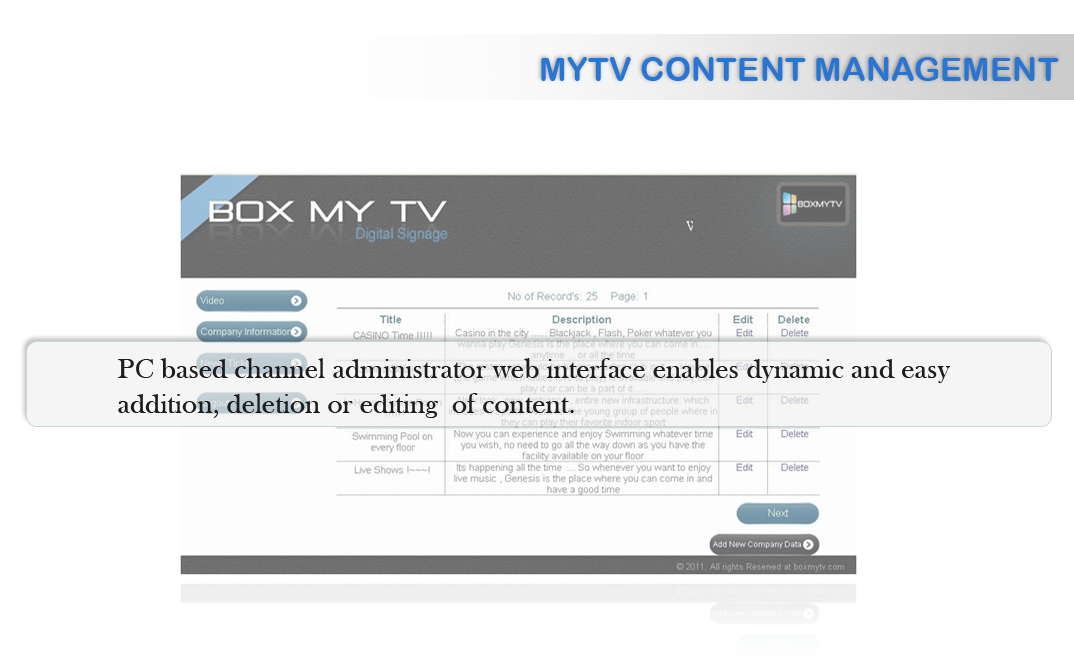 MYTV CONTENT MANAGEMENT
BOX MY TV
Digital Signage
BOXMYTV
Video
Company Information
No of Record's: 25 Page: 1
Title Description Edit Delete
CASINO Time !!!!! Casino in the city ...... Blackjack , Flash, Poker whatever you Edit Delete
wanna play Genesis is the place where you can come in....
anytime ... or all the time
PC based channel administrator web interface enables dynamic and easy
play it or can be a part of it ...
addition, deletion or editing of content.
entire new infrastructure. which Edit Delete
the young group of people where in
they can play their favorite indoor sport
Swimming Pool on Now you can experience and enjoy Swimming whatever time Edit Delete
every floor you wish, no need to go all the way down as you have the
facility available on your floor
Live Shows !~~~! Its happening all the time .... So whenever you want to enjoy Edit Delete
live music , Genesis is the place where you can come in and
have a good time
Next
Add New Company Data
© 2011. All rights Reserved at boxmytv.com